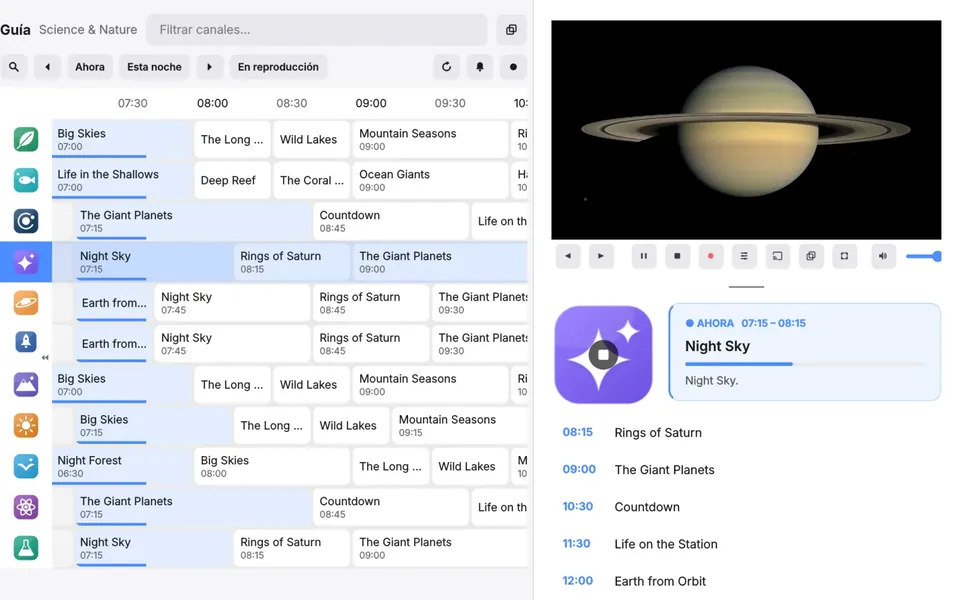 Guía Science & Nature Filtrar canales...
Ahora Esta noche En reproducción
07:30 08:00 08:30 09:00 09:30 10:
Big Skies
07:00
The Long ...
Wild Lakes
Mountain Seasons
09:00
Ri
10
Life in the Shallows
07:00
Deep Reef
The Coral ...
Ocean Giants
09:00
Ha
10
The Giant Planets
07:15
Countdown
08:45
Life on th
Night Sky
07:15
Rings of Saturn
08:15
The Giant Planets
09:00
Earth from...
Night Sky
07:45
Rings of Saturn
08:45
The Giant Planets
09:30
Earth from...
Night Sky
07:45
Rings of Saturn
08:45
The Giant Planets
09:30
Big Skies
07:00
The Long ...
Wild Lakes
Mountain Seasons
09:00
Ri
10
Big Skies
07:15
The Long ...
Wild Lakes
Mountain Seasons
09:15
Night Forest
06:30
Big Skies
08:00
The Long ...
Wild Lakes
M
10
The Giant Planets
07:15
Countdown
08:45
Life on th
Night Sky
07:15
Rings of Saturn
08:15
The Giant Planets
09:00
AHORA 07:15 – 08:15
Night Sky
Night Sky.
08:15 Rings of Saturn
09:00 The Giant Planets
10:30 Countdown
11:30 Life on the Station
12:00 Earth from Orbit